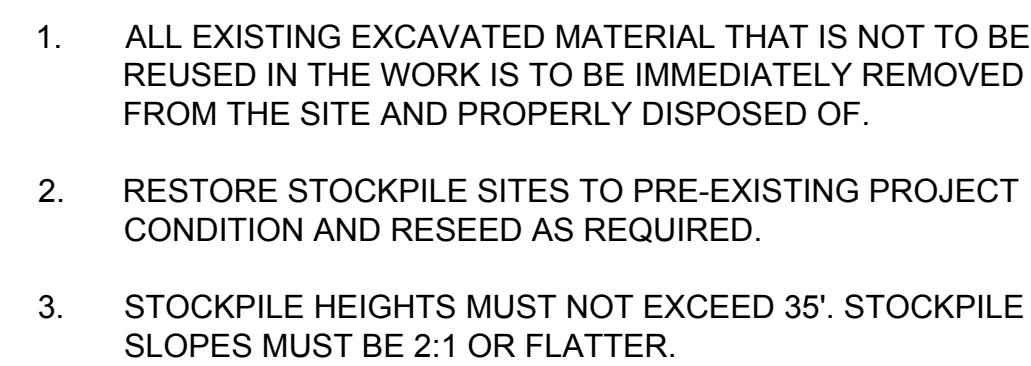 1. ALL EXISTING EXCAVATED MATERIAL THAT IS NOT TO BE
REUSED IN THE WORK IS TO BE IMMEDIATELY REMOVED
FROM THE SITE AND PROPERLY DISPOSED OF.
2. RESTORE STOCKPILE SITES TO PRE-EXISTING PROJECT
CONDITION AND RESEED AS REQUIRED.
3. STOCKPILE HEIGHTS MUST NOT EXCEED 35'. STOCKPILE
SLOPES MUST BE 2:1 OR FLATTER.